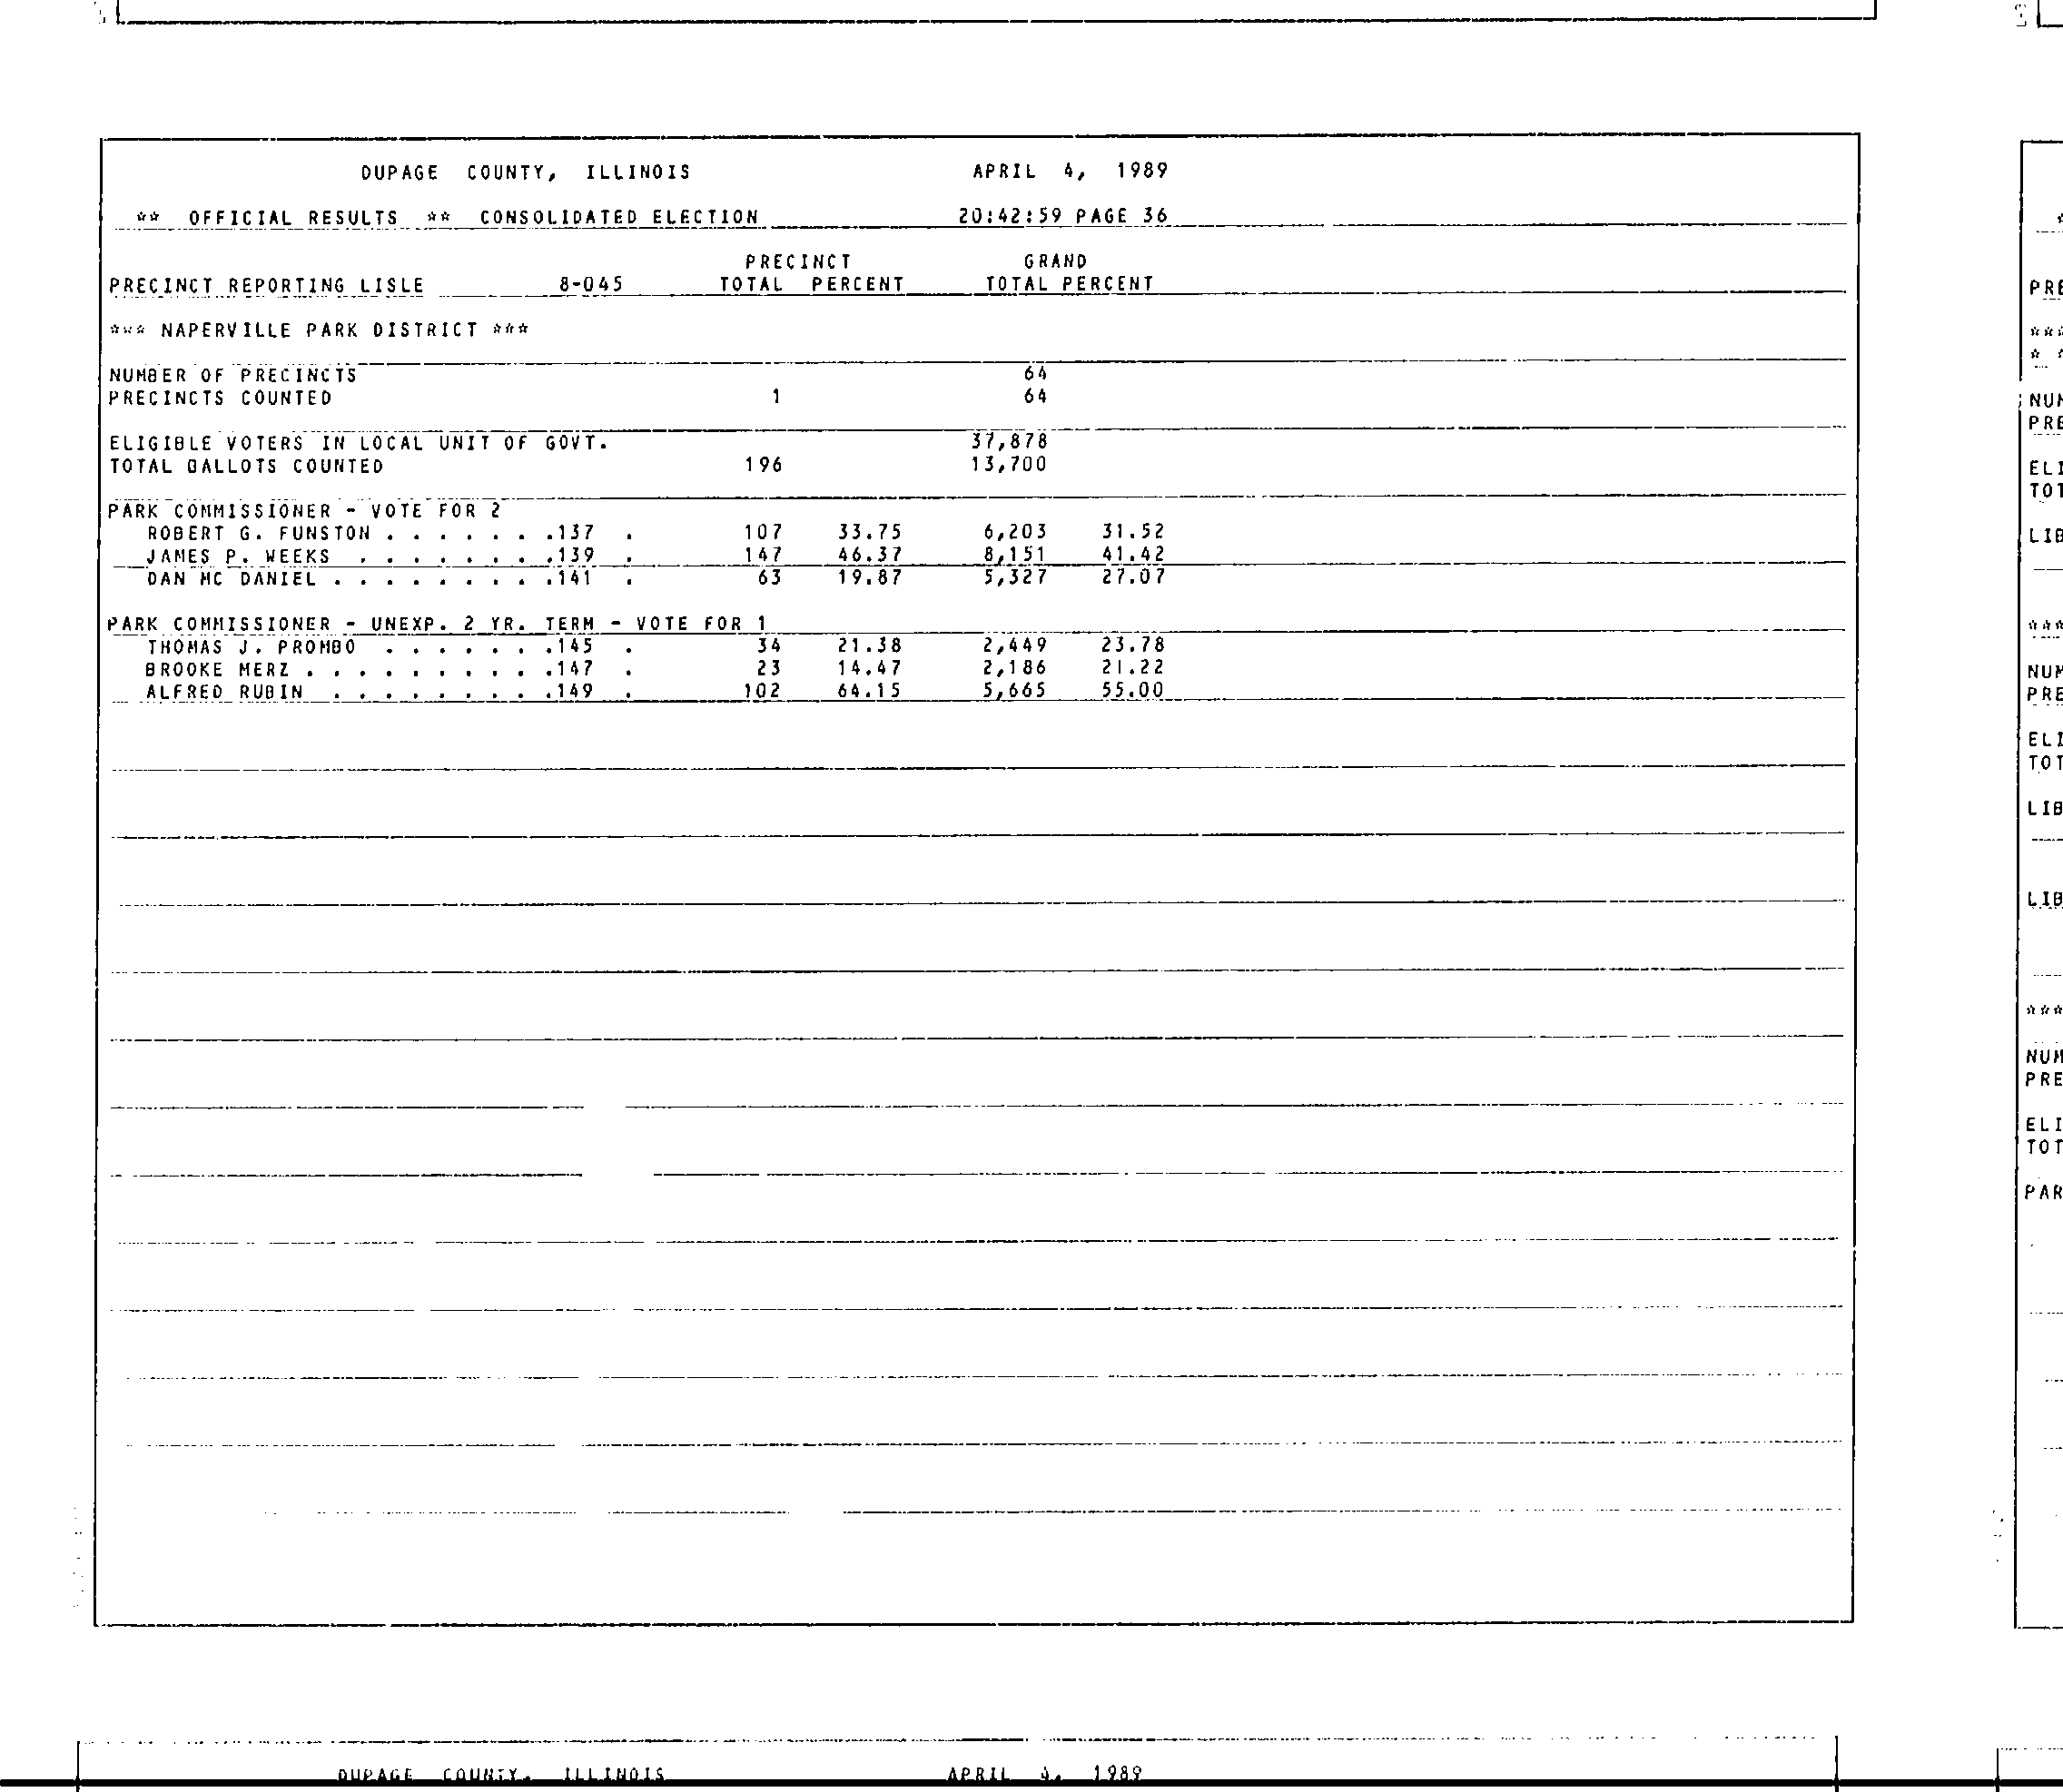 DUPAGE COUNTY, ILLINOIS APRIL 4, 1989
** OFFICIAL RESULTS ** CONSOLIDATED ELECTION 20:42:59 PAGE 36
PRECINCT GRAND
PRECINCT REPORTING LISLE 8-045 TOTAL PERCENT TOTAL PERCENT
*** NAPERVILLE PARK DISTRICT ***
NUMBER OF PRECINCTS 64
PRECINCTS COUNTED 1 64
ELIGIBLE VOTERS IN LOCAL UNIT OF GOVT. 37,878
TOTAL BALLOTS COUNTED 196 13,700
PARK COMMISSIONER - VOTE FOR 2
ROBERT G. FUNSTON . . . . . . .137 . 107 33.75 6,203 31.52
JAMES P. WEEKS . . . . . . . .139 . 147 46.37 8,151 41.42
DAN MC DANIEL . . . . . . . . .141 . 63 19.87 5,327 27.07
PARK COMMISSIONER - UNEXP. 2 YR. TERM - VOTE FOR 1
THOMAS J. PROMBO . . . . . . .145 . 34 21.38 2,449 23.78
BROOKE MERZ . . . . . . . . . .147 . 23 14.47 2,186 21.22
ALFRED RUBIN . . . . . . . . .149 . 102 64.15 5,665 55.00
DUPAGE COUNTY, ILLINOIS APRIL 4, 1989
PRE
***
*
NUM
PRE
ELI
TOT
LIB
***
NUM
PRE
ELI
TOT
LIB
LIB
***
NUM
PRE
ELI
TOT
PAR